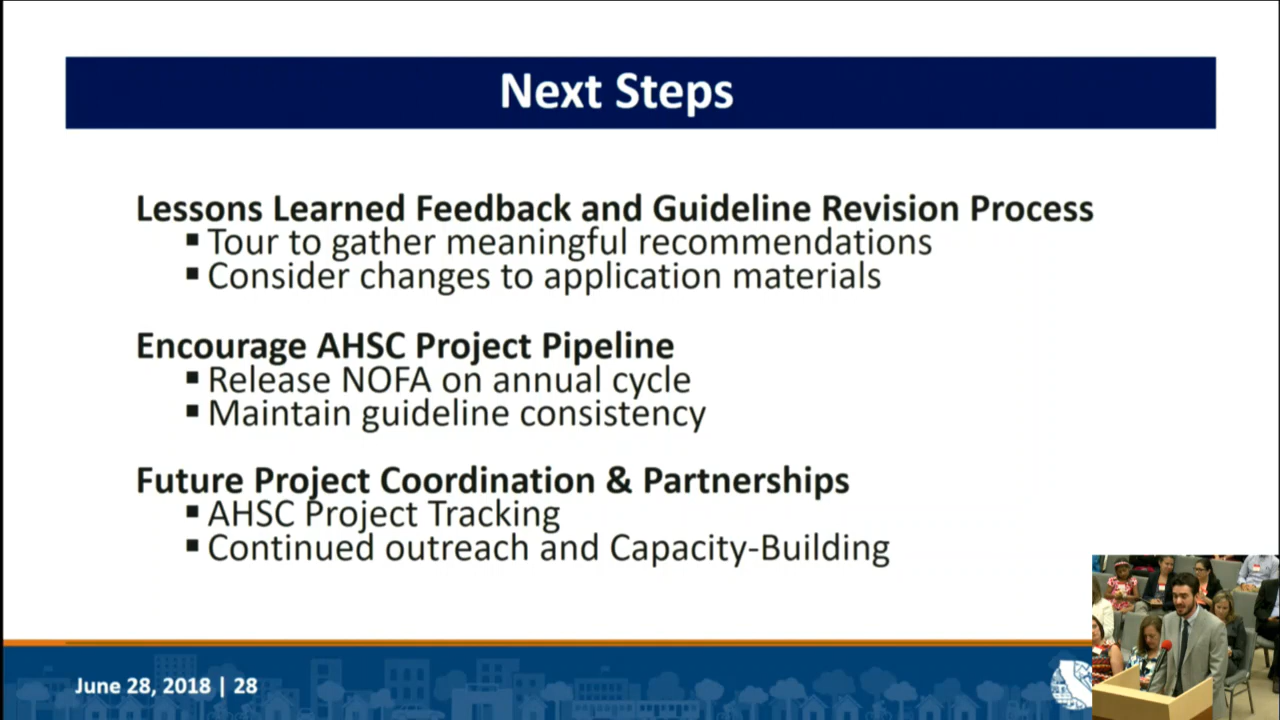 Next Steps
Lessons Learned Feedback and Guideline Revision Process
▪ Tour to gather meaningful recommendations
▪ Consider changes to application materials
Encourage AHSC Project Pipeline
▪ Release NOFA on annual cycle
▪ Maintain guideline consistency
Future Project Coordination & Partnerships
▪ AHSC Project Tracking
▪ Continued outreach and Capacity-Building
June 28, 2018 | 28